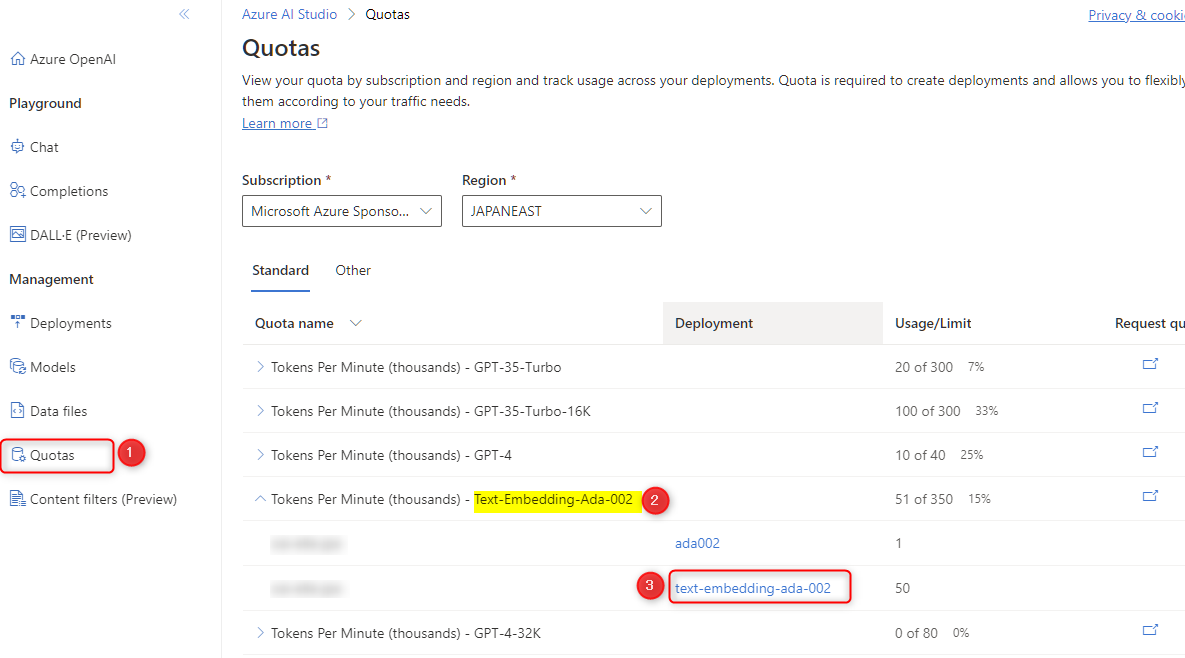 Azure AI Studio > Quotas
Privacy & cooki
Azure OpenAI
Playground
Chat
Completions
DALL·E (Preview)
Management
Deployments
Models
Data files
Quotas
1
Content filters (Preview)
Quotas
View your quota by subscription and region and track usage across your deployments. Quota is required to create deployments and allows you to flexibly
them according to your traffic needs.
Learn more
Subscription *
Region *
Microsoft Azure Sponso...
JAPANEAST
Standard
Other
Quota name
Deployment
Usage/Limit
Request qu
Tokens Per Minute (thousands) - GPT-35-Turbo
20 of 300 7%
Tokens Per Minute (thousands) - GPT-35-Turbo-16K
100 of 300 33%
Tokens Per Minute (thousands) - GPT-4
10 of 40 25%
Tokens Per Minute (thousands) - Text-Embedding-Ada-002
2
51 of 350 15%
ada002
1
3
text-embedding-ada-002
50
Tokens Per Minute (thousands) - GPT-4-32K
0 of 80 0%